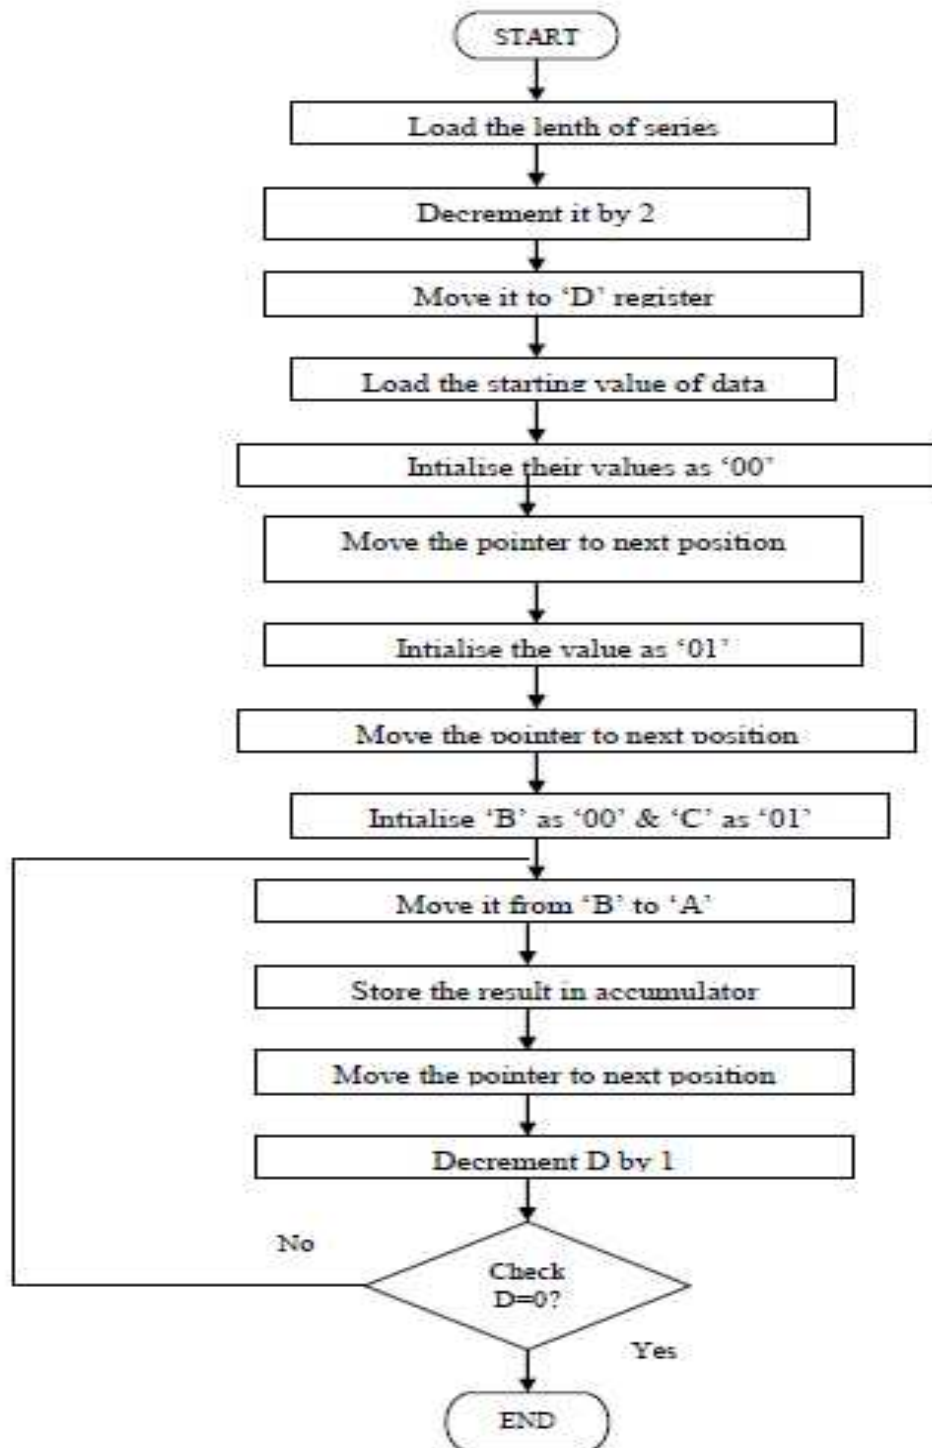 START
Load the lenth of series
Decrement it by 2
Move it to ‘D’ register
Load the starting value of data
Intialise their values as ‘00’
Move the pointer to next position
Intialise the value as ‘01’
Move the pointer to next position
Intialise ‘B’ as ‘00’ & ‘C’ as ‘01’
Move it from ‘B’ to ‘A’
Store the result in accumulator
Move the pointer to next position
Decrement D by 1
No
Check
D=0?
Yes
END